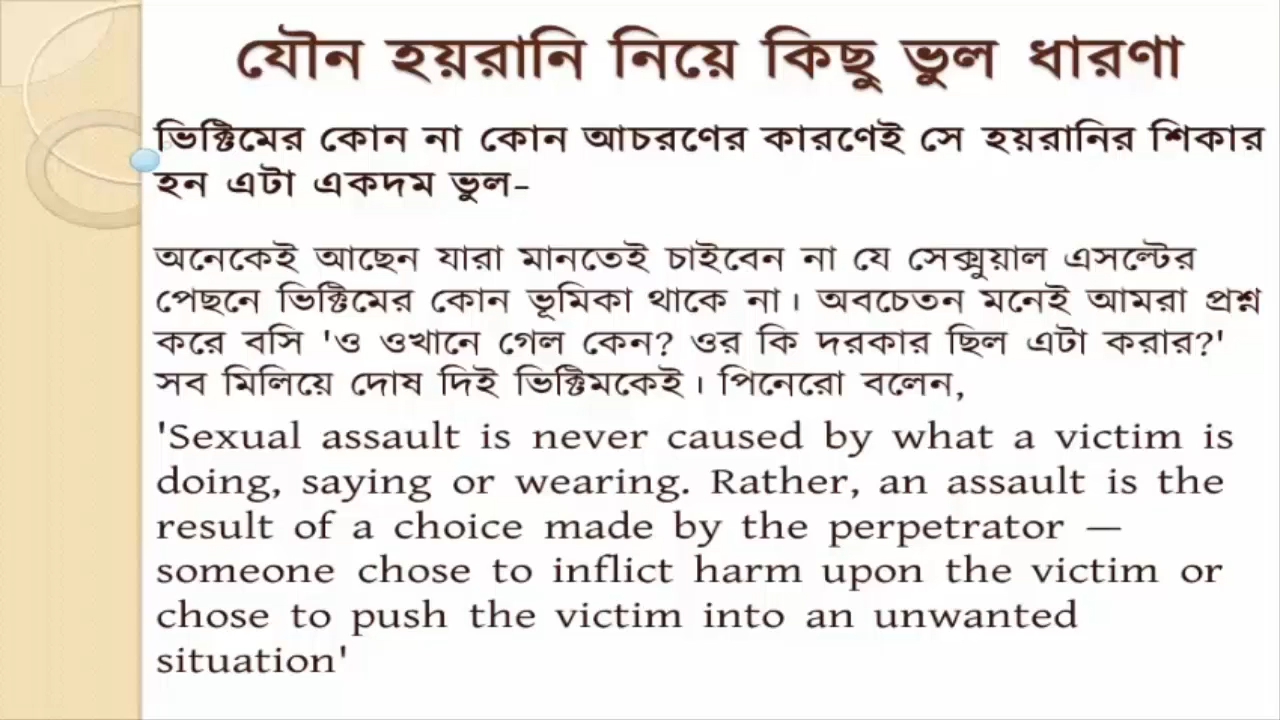 যৌন হয়রানি নিয়ে কিছু ভুল ধারণা
ভিক্টিমের কোন না কোন আচরণের কারণেই সে হয়রানির শিকার
হন এটা একদম ভুল-
অনেকেই আছেন যারা মানতেই চাইবেন না যে সেক্সুয়াল এসল্টের
পেছনে ভিক্টিমের কোন ভূমিকা থাকে না। অবচেতন মনেই আমরা প্রশ্ন
করে বসি 'ও ওখানে গেল কেন? ওর কি দরকার ছিল এটা করার?'
সব মিলিয়ে দোষ দিই ভিক্টিমকেই। পিনেরো বলেন,
'Sexual assault is never caused by what a victim is
doing, saying or wearing. Rather, an assault is the
result of a choice made by the perpetrator —
someone chose to inflict harm upon the victim or
chose to push the victim into an unwanted
situation'